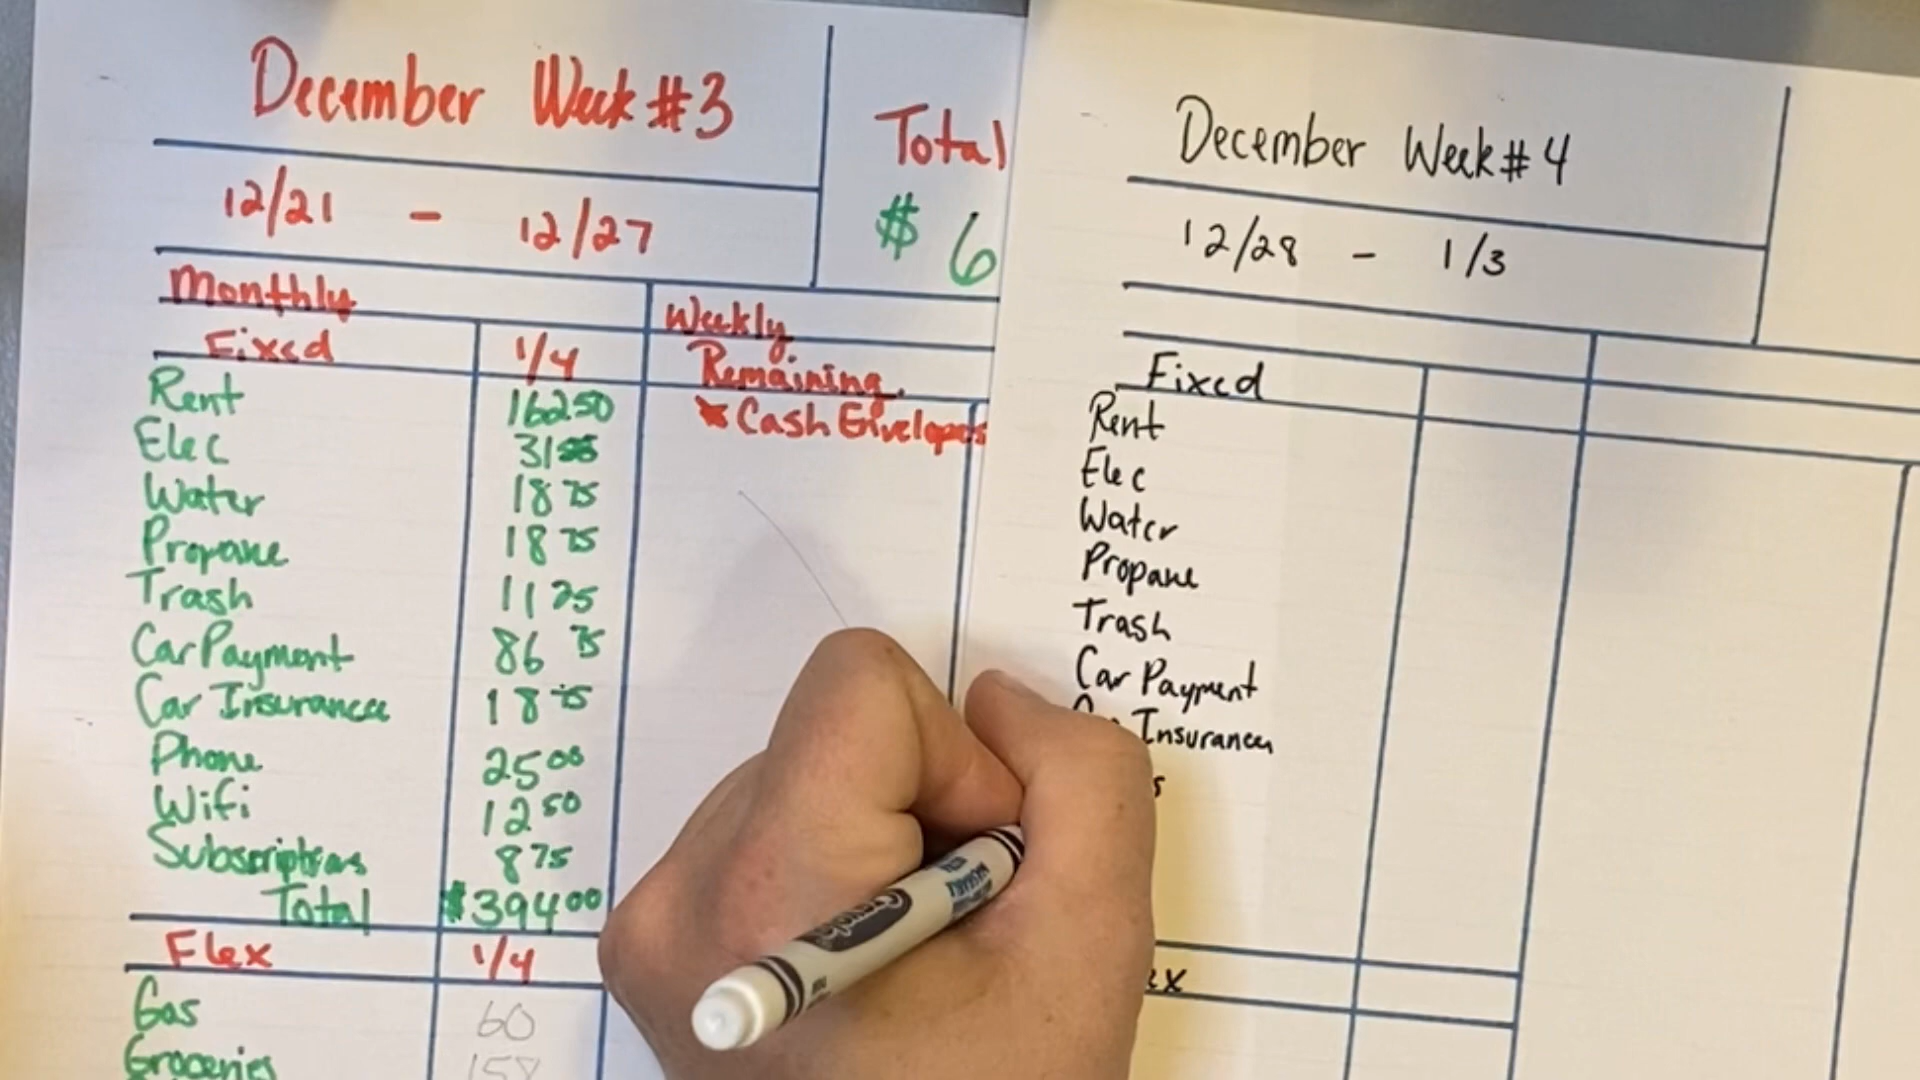 December Week #3
Total
12/21 - 12/27
$ 6
Monthly
Weekly
Fixed 1/4
Remaining
* Cash Envelopes
Rent 162.50
Elec
Water 18 75
Propane 18 75
Trash 11 25
Car Payment 86 75
Car Insurance 18 75
Phone 25 00
Wifi 12 50
Subscriptions 8 75
Total $394 00
Flex 1/4
Gas 60
Groceries 158
December Week #4
12/28 - 1/3
Fixed
Rent
Elec
Water
Propane
Trash
Car Payment
Insurance
ex
Crayola